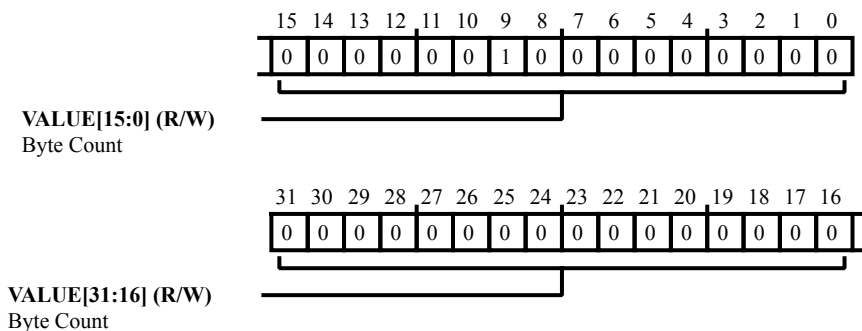 15 14 13 12 11 10 9 8 7 6 5 4 3 2 1 0
0 0 0 0 0 0 1 0 0 0 0 0 0 0 0 0
VALUE[15:0] (R/W)
Byte Count
31 30 29 28 27 26 25 24 23 22 21 20 19 18 17 16
0 0 0 0 0 0 0 0 0 0 0 0 0 0 0 0
VALUE[31:16] (R/W)
Byte Count